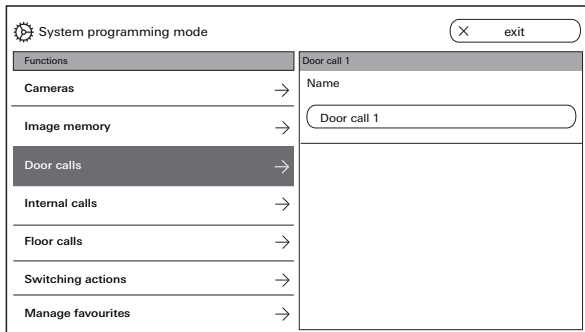 System programming mode
exit
Functions
Cameras
Image memory
Door calls
Internal calls
Floor calls
Switching actions
Manage favourites
Door call 1
Name
Door call 1